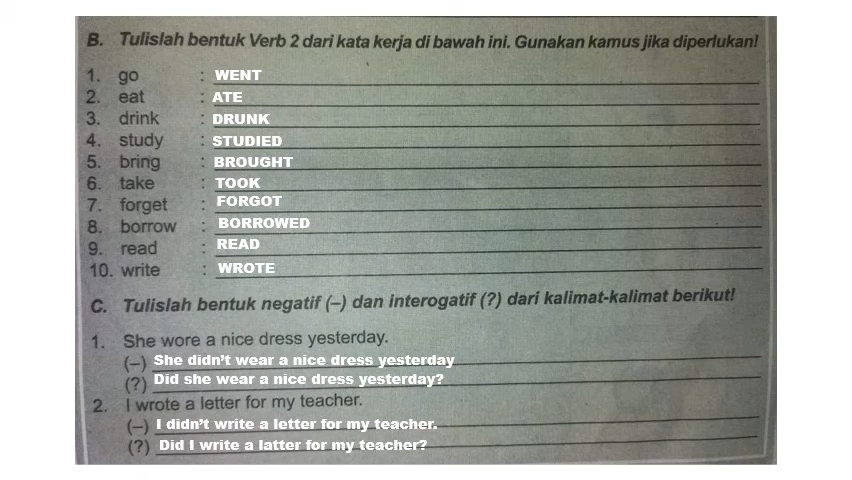 B. Tulislah bentuk Verb 2 dari kata kerja di bawah ini. Gunakan kamus jika diperlukan!
1. go : WENT
2. eat : ATE
3. drink : DRUNK
4. study : STUDIED
5. bring : BROUGHT
6. take : TOOK
7. forget : FORGOT
8. borrow : BORROWED
9. read : READ
10. write : WROTE
C. Tulislah bentuk negatif (–) dan interogatif (?) dari kalimat-kalimat berikut!
1. She wore a nice dress yesterday.
(–) She didn't wear a nice dress yesterday
(?) Did she wear a nice dress yesterday?
2. I wrote a letter for my teacher.
(–) I didn't write a letter for my teacher.
(?) Did I write a latter for my teacher?